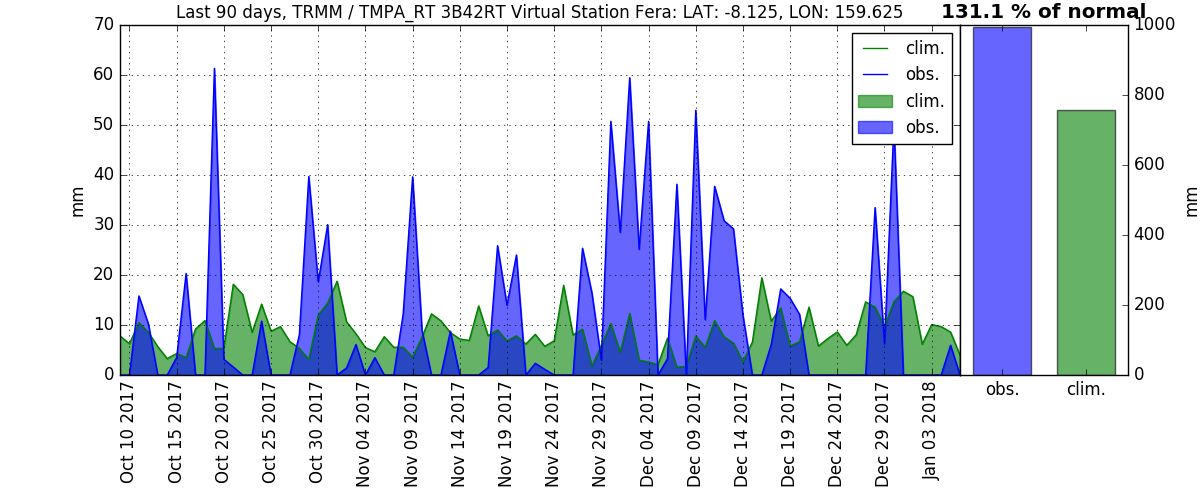 Last 90 days, TRMM / TMPA_RT 3B42RT Virtual Station Fera: LAT: -8.125, LON: 159.625
131.1 % of normal
70
60
50
40
30
20
10
0
mm
clim.
obs.
clim.
obs.
Oct 10 2017
Oct 15 2017
Oct 20 2017
Oct 25 2017
Oct 30 2017
Nov 04 2017
Nov 09 2017
Nov 14 2017
Nov 19 2017
Nov 24 2017
Nov 29 2017
Dec 04 2017
Dec 09 2017
Dec 14 2017
Dec 19 2017
Dec 24 2017
Dec 29 2017
Jan 03 2018
1000
800
600
400
200
0
mm
obs.
clim.